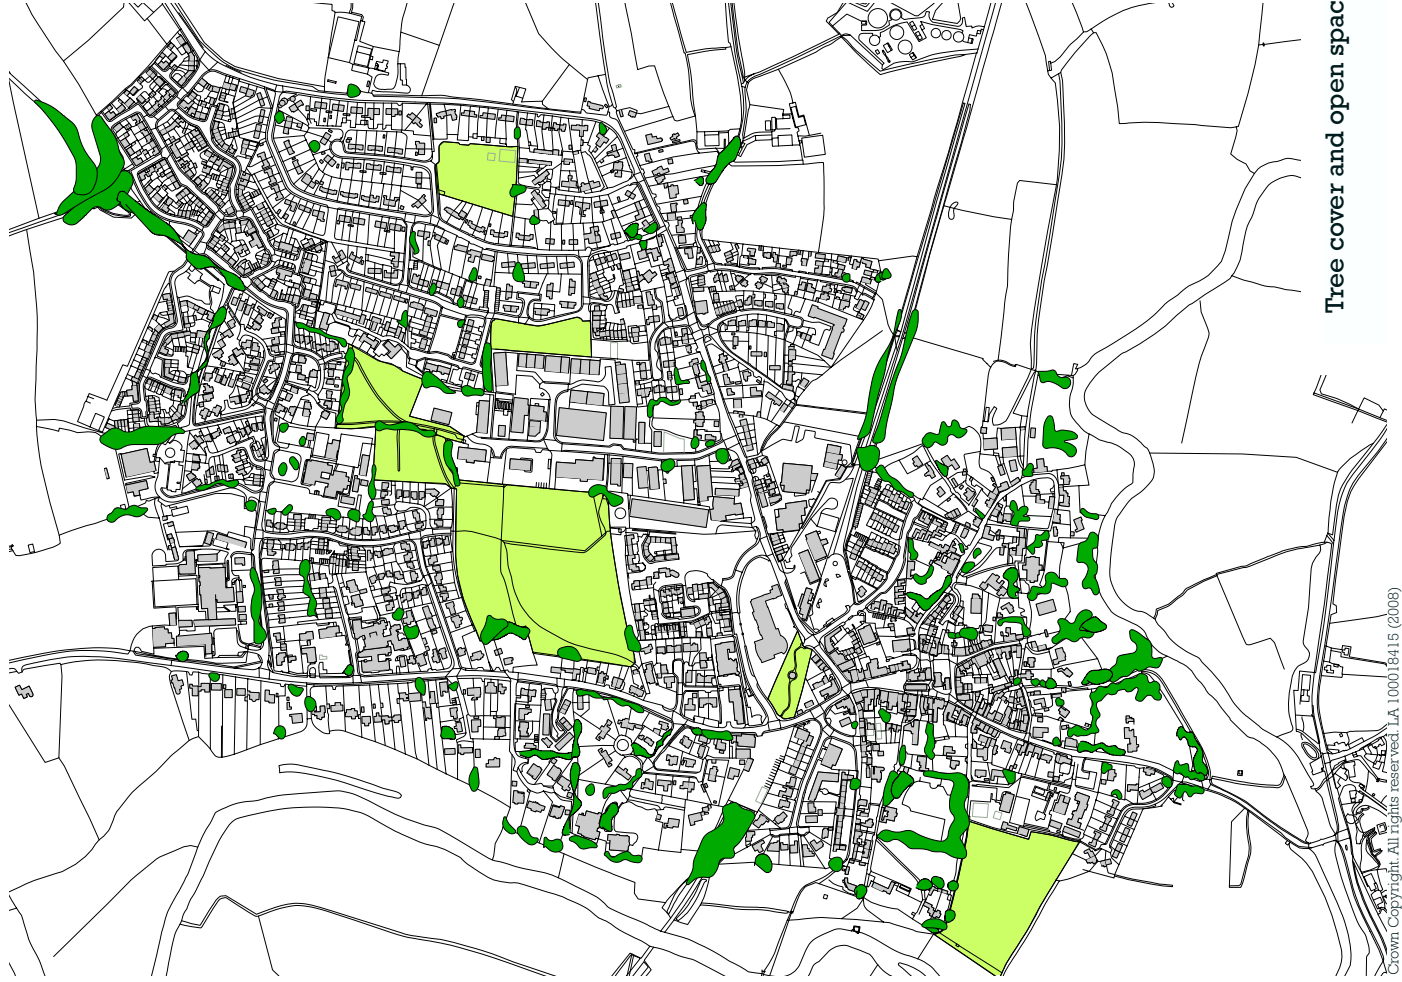 Tree cover and open spac
Crown Copyright. All rights reserved. LA 100018415 (2008)